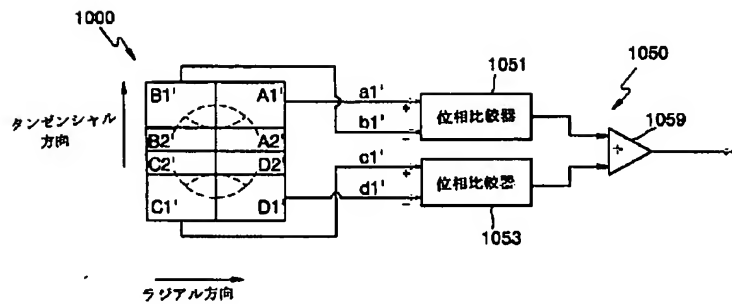 1000
1051
1050
B1'
A1'
a1'
+
位相比較器
1059
タンゼンシャル
方向
b1'
-
B2'
A2'
+
C2'
D2'
c1'
+
位相比較器
C1'
D1'
d1'
-
1053
ラジアル方向